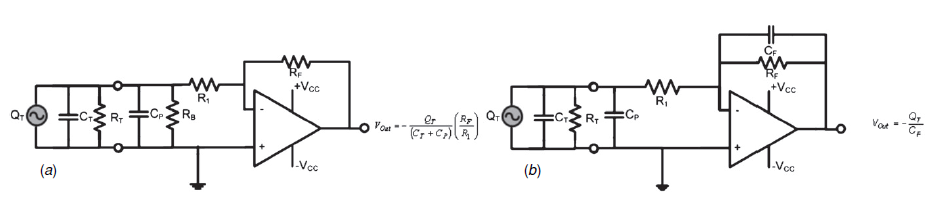 Q_T
C_T
R_T
C_P
R_B
R_1
R_F
+V_CC
-
+
-V_CC
V_Out = - Q_T / (C_T + C_P) (R_F / R_1)
(a)
Q_T
C_T
R_T
C_P
R_1
C_F
R_F
+V_CC
-
+
-V_CC
V_Out = - Q_T / C_F
(b)